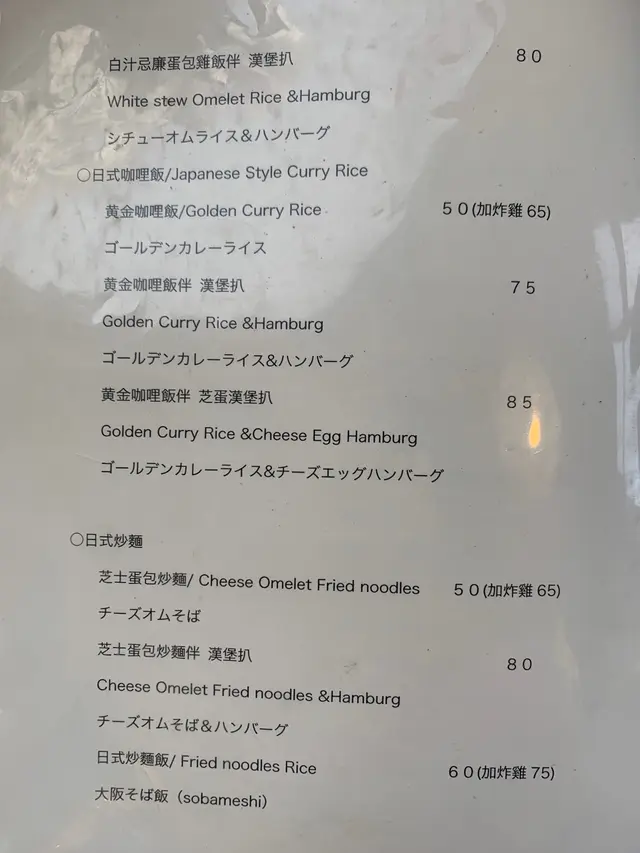 白汁忌廉蛋包雞飯伴 漢堡扒 80
White stew Omelet Rice &Hamburg
シチューオムライス&ハンバーグ
○日式咖哩飯/Japanese Style Curry Rice
黄金咖哩飯/Golden Curry Rice 50(加炸雞 65)
ゴールデンカレーライス
黄金咖哩飯伴 漢堡扒 75
Golden Curry Rice &Hamburg
ゴールデンカレーライス&ハンバーグ
黄金咖哩飯伴 芝蛋漢堡扒 85
Golden Curry Rice &Cheese Egg Hamburg
ゴールデンカレーライス&チーズエッグハンバーグ
○日式炒麵
芝士蛋包炒麵/ Cheese Omelet Fried noodles 50(加炸雞 65)
チーズオムそば
芝士蛋包炒麵伴 漢堡扒 80
Cheese Omelet Fried noodles &Hamburg
チーズオムそば&ハンバーグ
日式炒麵飯/ Fried noodles Rice 60(加炸雞 75)
大阪そば飯（sobameshi）